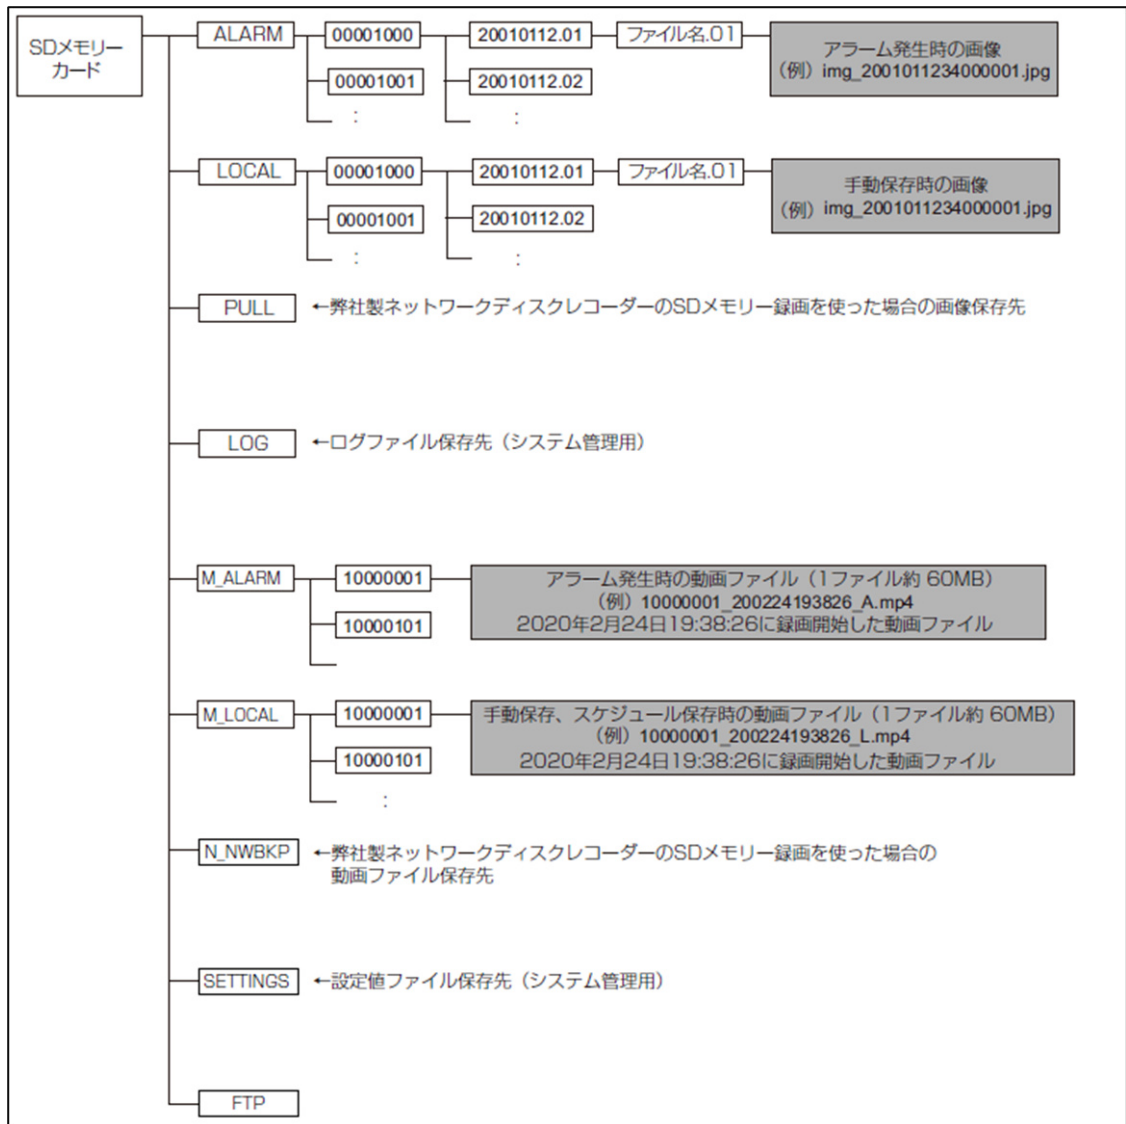 SDメモリー
カード
ALARM
00001000
20010112.01
ファイル名.01
アラーム発生時の画像
（例）img_2001011234000001.jpg
00001001
20010112.02
:
:
LOCAL
00001000
20010112.01
ファイル名.01
手動保存時の画像
（例）img_2001011234000001.jpg
00001001
20010112.02
:
:
PULL
←弊社製ネットワークディスクレコーダーのSDメモリー録画を使った場合の画像保存先
LOG
←ログファイル保存先（システム管理用）
M_ALARM
10000001
アラーム発生時の動画ファイル（1ファイル約 60MB）
（例）10000001_200224193826_A.mp4
2020年2月24日19:38:26に録画開始した動画ファイル
10000101
M_LOCAL
10000001
手動保存、スケジュール保存時の動画ファイル（1ファイル約 60MB）
（例）10000001_200224193826_L.mp4
2020年2月24日19:38:26に録画開始した動画ファイル
10000101
:
N_NWBKP
←弊社製ネットワークディスクレコーダーのSDメモリー録画を使った場合の
動画ファイル保存先
SETTINGS
←設定値ファイル保存先（システム管理用）
FTP